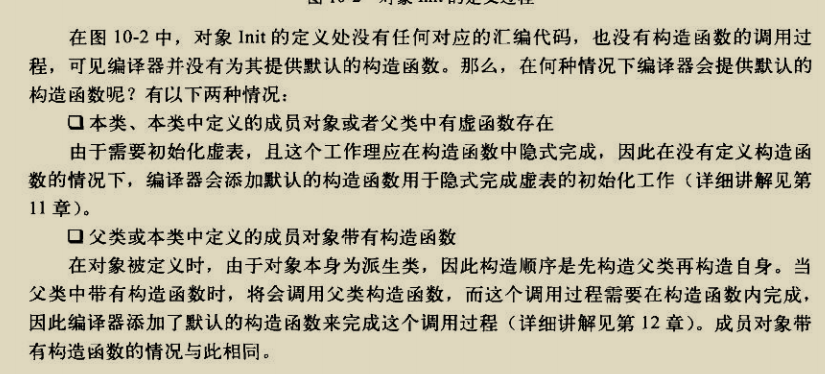 在图 10-2 中，对象 Init 的定义处没有任何对应的汇编代码，也没有构造函数的调用过
程，可见编译器并没有为其提供默认的构造函数。那么，在何种情况下编译器会提供默认的
构造函数呢？有以下两种情况：
❑ 本类、本类中定义的成员对象或者父类中有虚函数存在
由于需要初始化虚表，且这个工作理应在构造函数中隐式完成，因此在没有定义构造函
数的情况下，编译器会添加默认的构造函数用于隐式完成虚表的初始化工作（详细讲解见第
11 章）。
❑ 父类或本类中定义的成员对象带有构造函数
在对象被定义时，由于对象本身为派生类，因此构造顺序是先构造父类再构造自身。当
父类中带有构造函数时，将会调用父类构造函数，而这个调用过程需要在构造函数内完成，
因此编译器添加了默认的构造函数来完成这个调用过程（详细讲解见第 12 章）。成员对象带
有构造函数的情况与此相同。